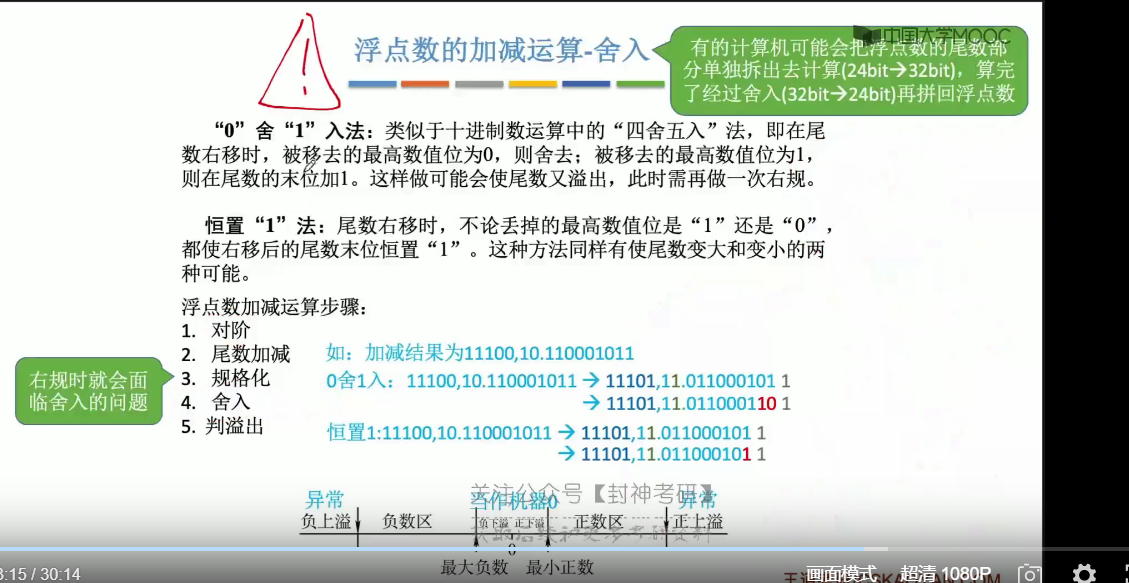 中国大学MOOC
浮点数的加减运算-舍入
有的计算机可能会把浮点数的尾数部
分单独拆出去计算(24bit→32bit)，算完
了经过舍入(32bit→24bit)再拼回浮点数
“0”舍“1”入法：类似于十进制数运算中的“四舍五入”法，即在尾
数右移时，被移去的最高数值位为0，则舍去；被移去的最高数值位为1，
则在尾数的末位加1。这样做可能会使尾数又溢出，此时需再做一次右规。
恒置“1”法：尾数右移时，不论丢掉的最高数值位是“1”还是“0”，
都使右移后的尾数末位恒置“1”。这种方法同样有使尾数变大和变小的两
种可能。
浮点数加减运算步骤：
1. 对阶
2. 尾数加减
3. 规格化
4. 舍入
5. 判溢出
右规时就会面
临舍入的问题
如：加减结果为11100,10.110001011
0舍1入：11100,10.110001011 → 11101,11.011000101 1
→ 11101,11.011000110 1
恒置1:11100,10.110001011 → 11101,11.011000101 1
→ 11101,11.011000101 1
关注公众号【封神考研】
异常 当作机器0 异常
负上溢 负数区 负下溢 正下溢 正数区 正上溢
0
最大负数 最小正数
3:15 / 30:14
画面模式 超清 1080P